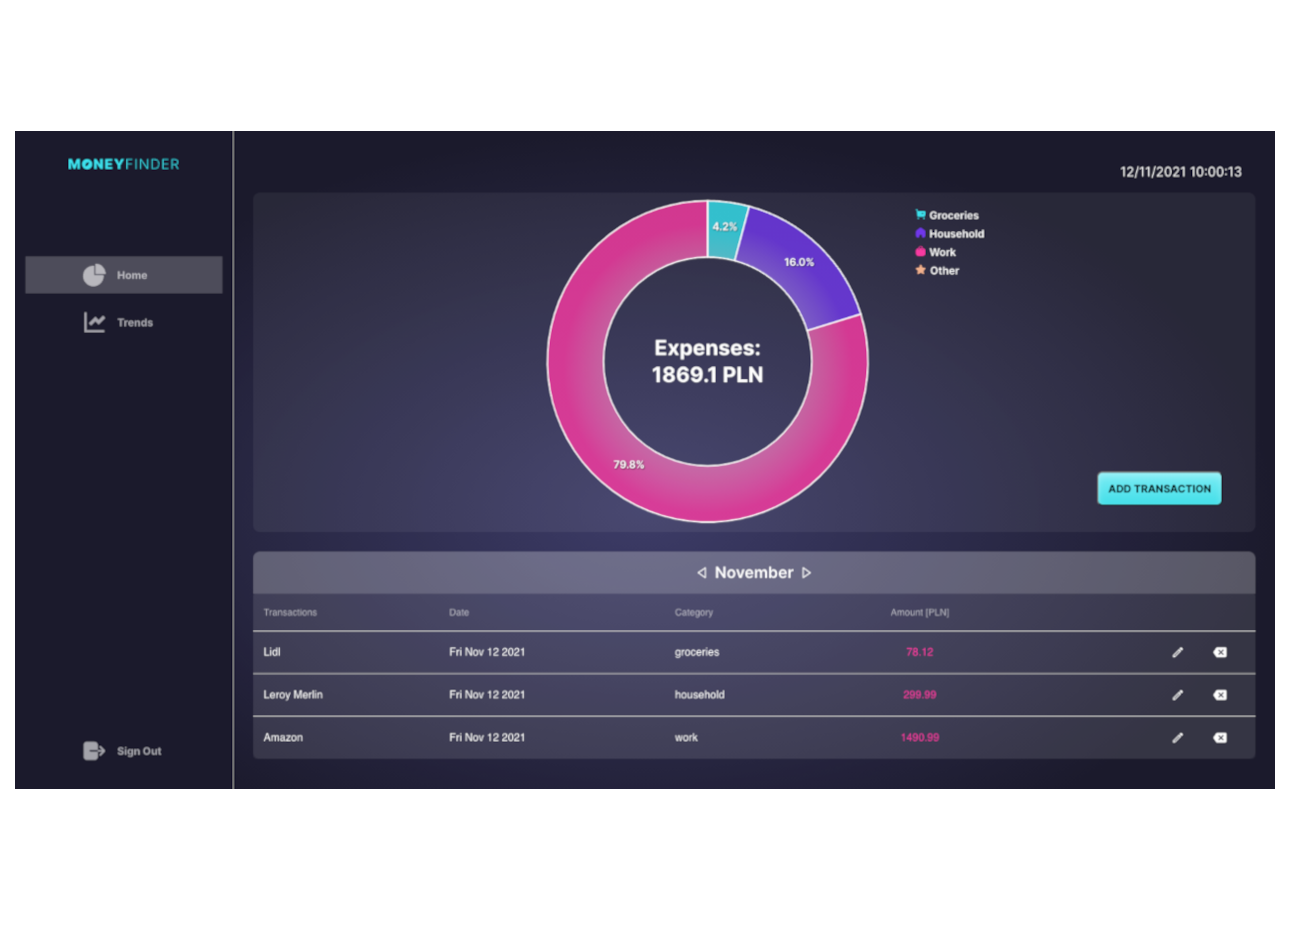 MONEYFINDER
12/11/2021 10:00:13
Home
Trends
Sign Out
4.2%
16.0%
79.8%
Expenses:
1869.1 PLN
Groceries
Household
Work
Other
ADD TRANSACTION
November
Transactions Date Category Amount [PLN]
Lidl Fri Nov 12 2021 groceries 78.12
Leroy Merlin Fri Nov 12 2021 household 299.99
Amazon Fri Nov 12 2021 work 1490.99